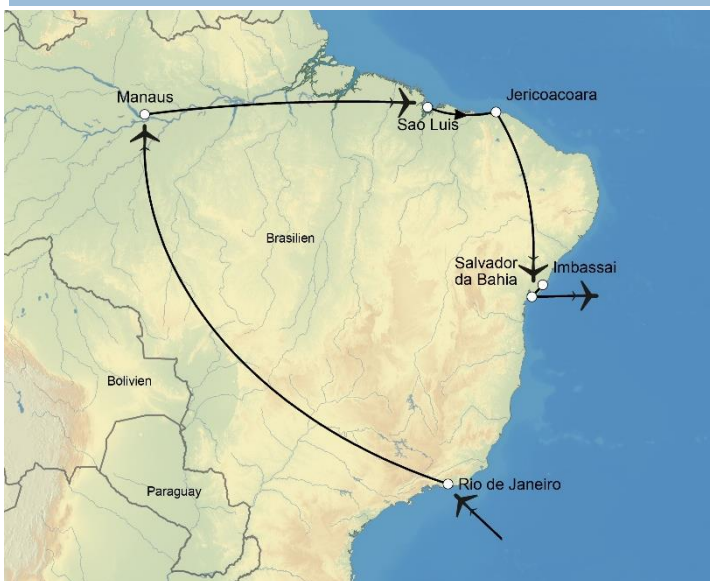 Manaus
Jericoacoara
Sao Luis
Brasilien
Salvador
da Bahia
Imbassai
Bolivien
Paraguay
Rio de Janeiro